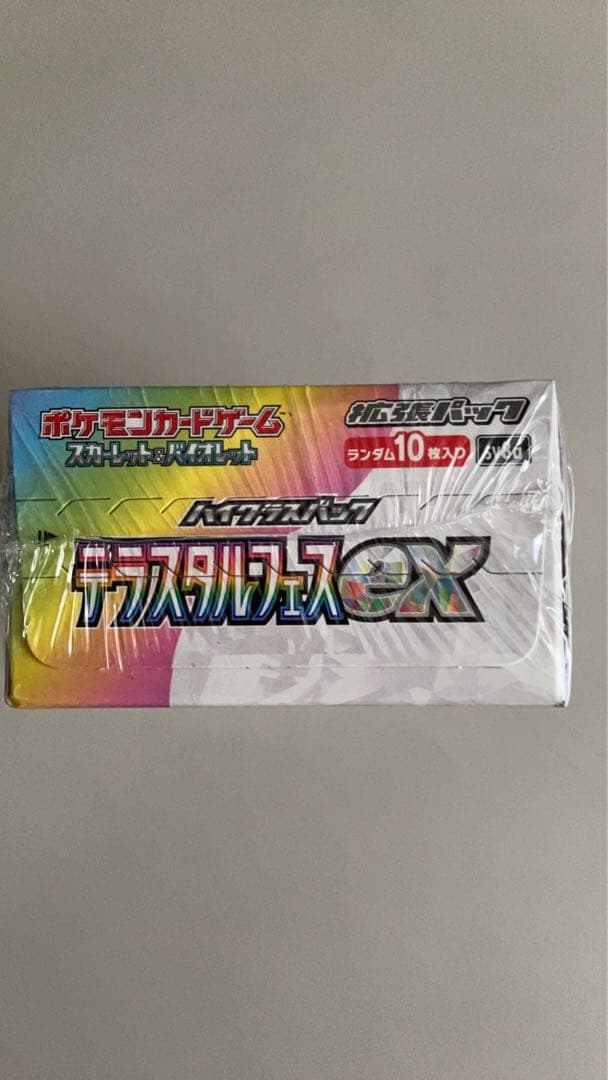 ポケモンカードゲーム
スカーレット&バイオレット
拡張パック
ランダム10枚入り
sv8a
ハイクラスパック
テラスタルフェスex